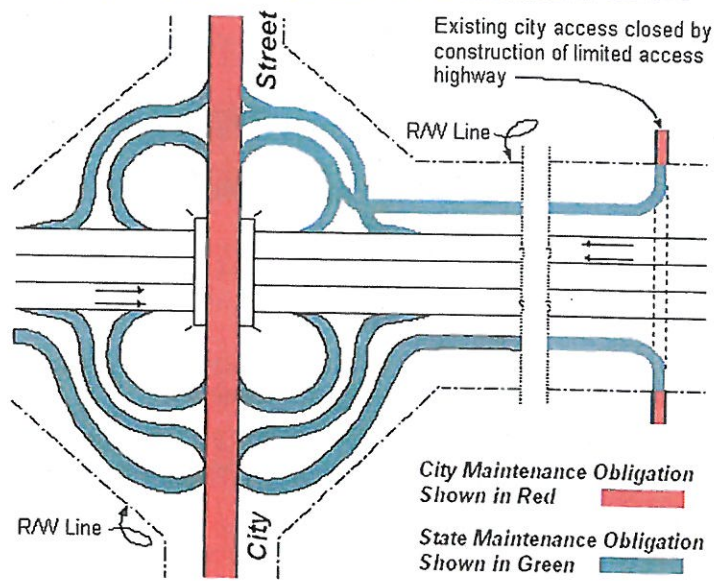 Existing city access closed by
construction of limited access
highway
Street
R/W Line
City Maintenance Obligation
Shown in Red
State Maintenance Obligation
Shown in Green
R/W Line
City